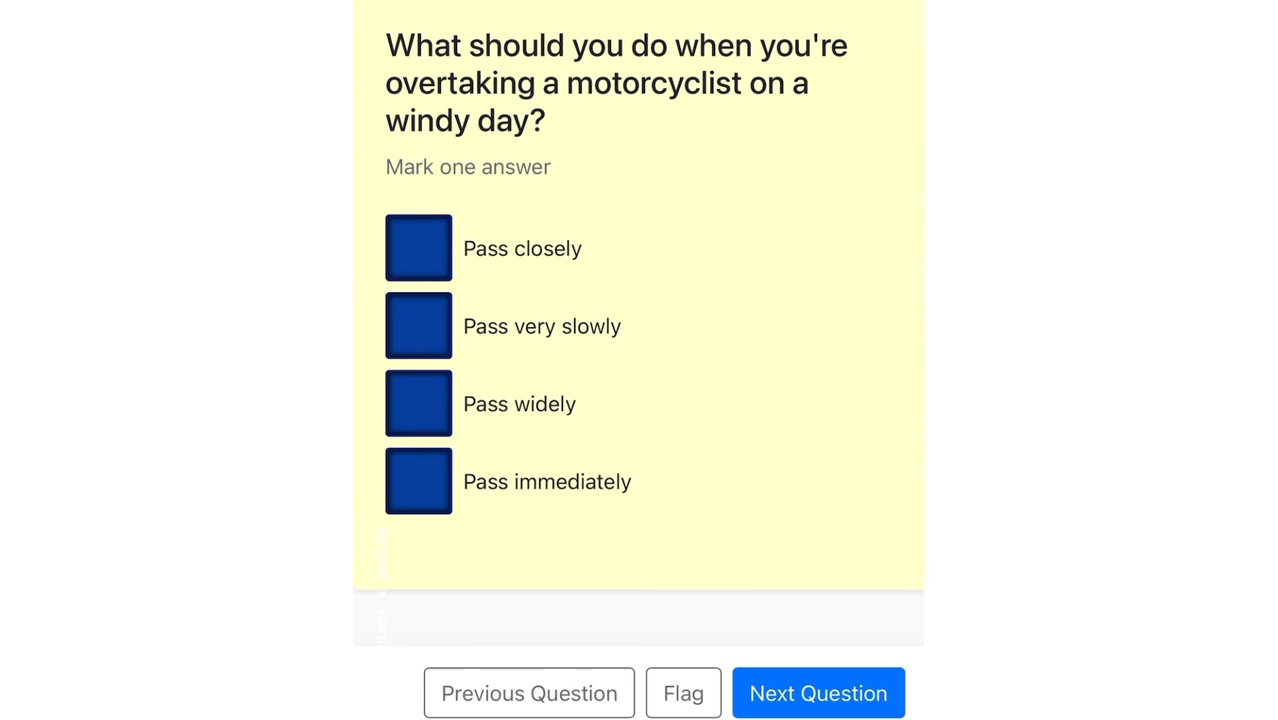 What should you do when you're
overtaking a motorcyclist on a
windy day?
Mark one answer
Pass closely
Pass very slowly
Pass widely
Pass immediately
Previous Question
Flag
Next Question